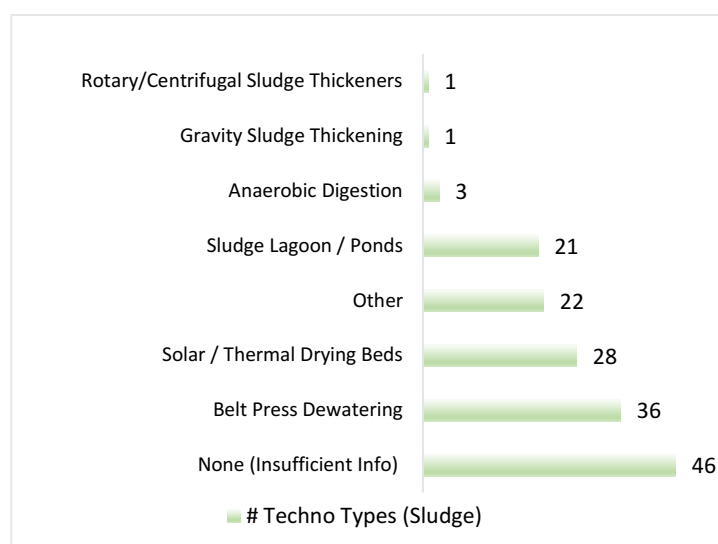 Rotary/Centrifugal Sludge Thickeners 1
Gravity Sludge Thickening 1
Anaerobic Digestion 3
Sludge Lagoon / Ponds 21
Other 22
Solar / Thermal Drying Beds 28
Belt Press Dewatering 36
None (Insufficient Info) 46
# Techno Types (Sludge)